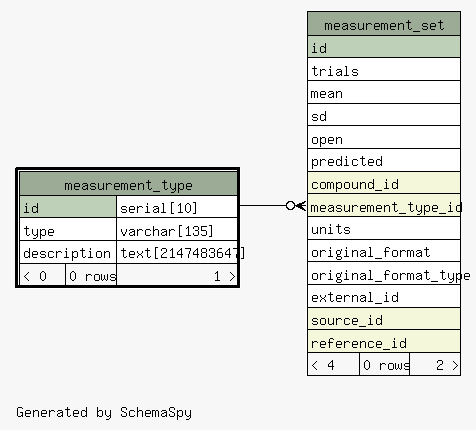 measurement_set
id
trials
mean
sd
open
predicted
compound_id
measurement_type_id
units
original_format
original_format_type
external_id
source_id
reference_id
< 4 0 rows 2 >
measurement_type
id serial[10]
type varchar[135]
description text[2147483647]
< 0 0 rows 1 >
Generated by SchemaSpy